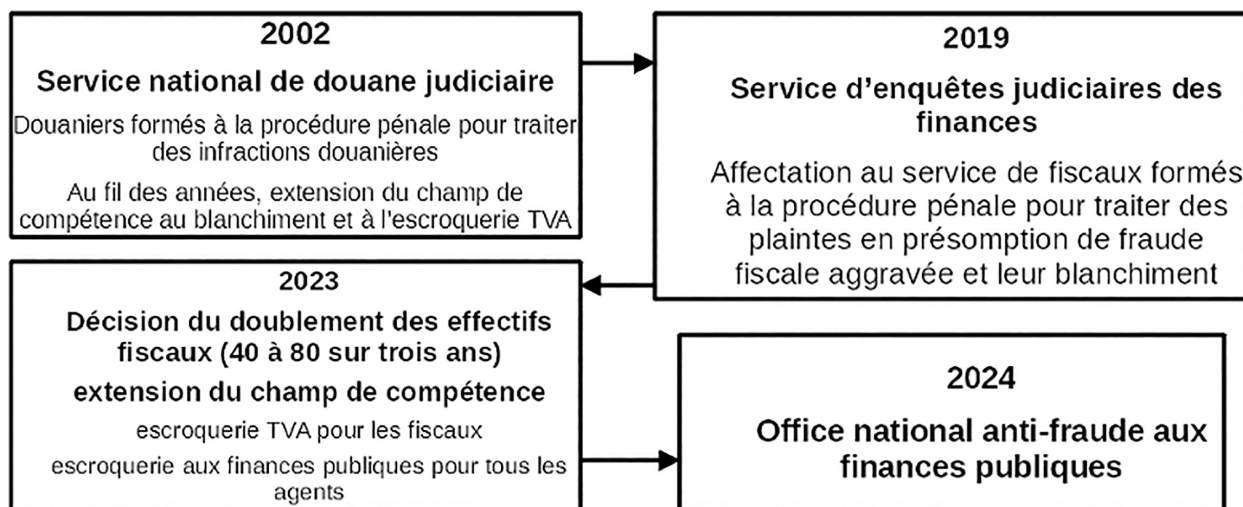 2002
Service national de douane judiciaire
Douaniers formés à la procédure pénale pour traiter
des infractions douanières
Au fil des années, extension du champ de
compétence au blanchiment et à l'escroquerie TVA
2019
Service d'enquêtes judiciaires des
finances
Affectation au service de fiscaux formés
à la procédure pénale pour traiter des
plaintes en présomption de fraude
fiscale aggravée et leur blanchiment
2023
Décision du doublement des effectifs
fiscaux (40 à 80 sur trois ans)
extension du champ de compétence
escroquerie TVA pour les fiscaux
escroquerie aux finances publiques pour tous les
agents
2024
Office national anti-fraude aux
finances publiques